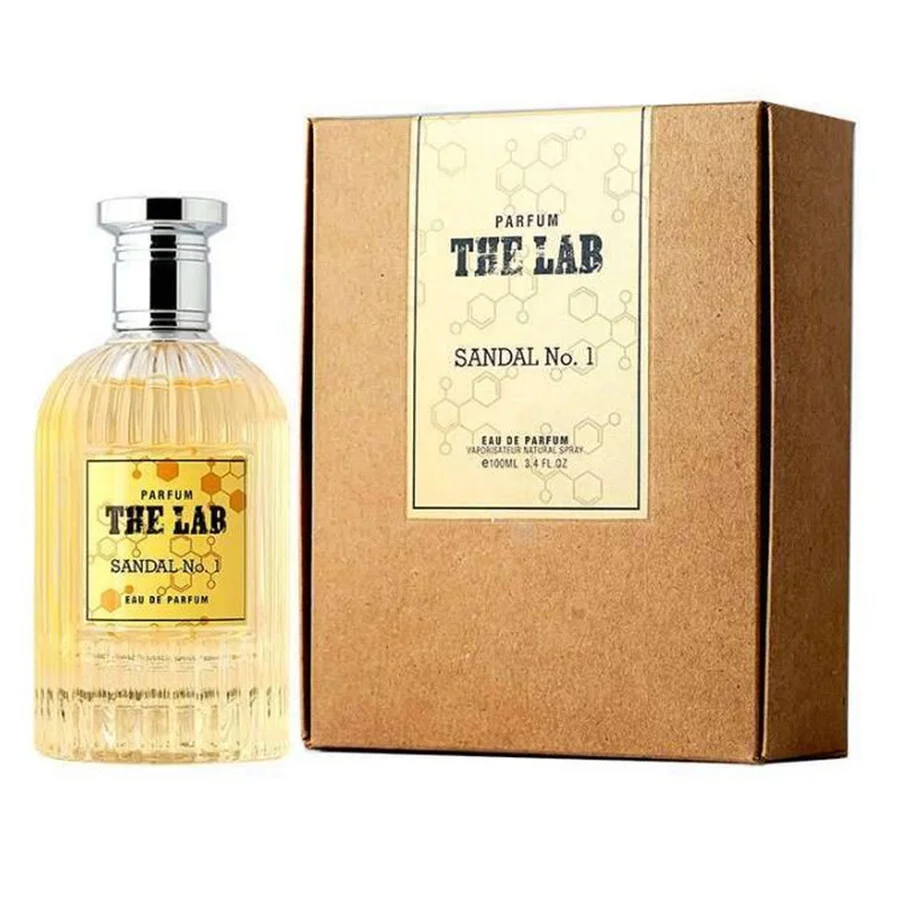 PARFUM
THE LAB
SANDAL No. 1
EAU DE PARFUM
VAPORISATEUR NATURAL SPRAY
℮100ML 3.4 FL.OZ
PARFUM
THE LAB
SANDAL No. 1
EAU DE PARFUM